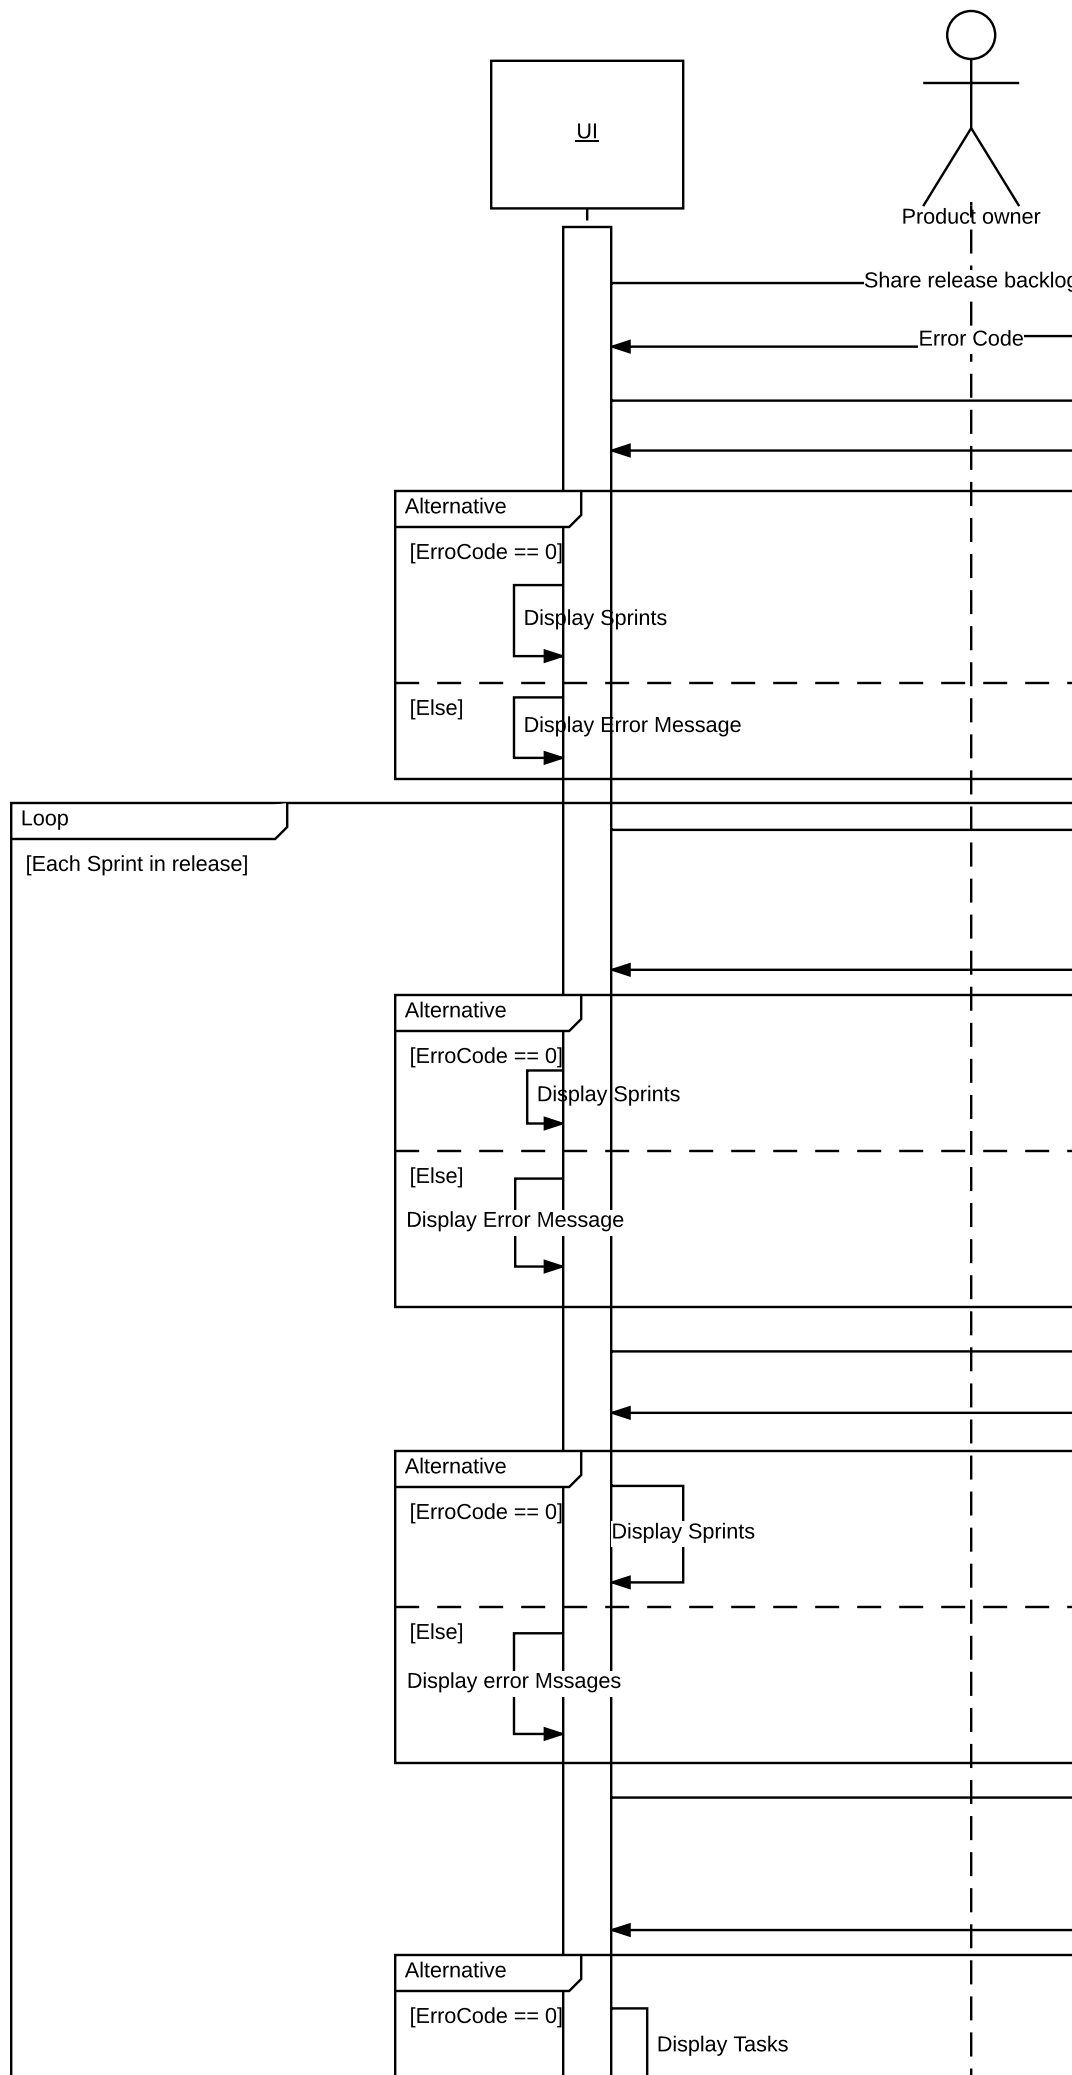 UI
Product owner
Share release backlog
Error Code
Alternative
[ErroCode == 0]
Display Sprints
[Else]
Display Error Message
Loop
[Each Sprint in release]
Alternative
[ErroCode == 0]
Display Sprints
[Else]
Display Error Message
Alternative
[ErroCode == 0]
Display Sprints
[Else]
Display error Mssages
Alternative
[ErroCode == 0]
Display Tasks